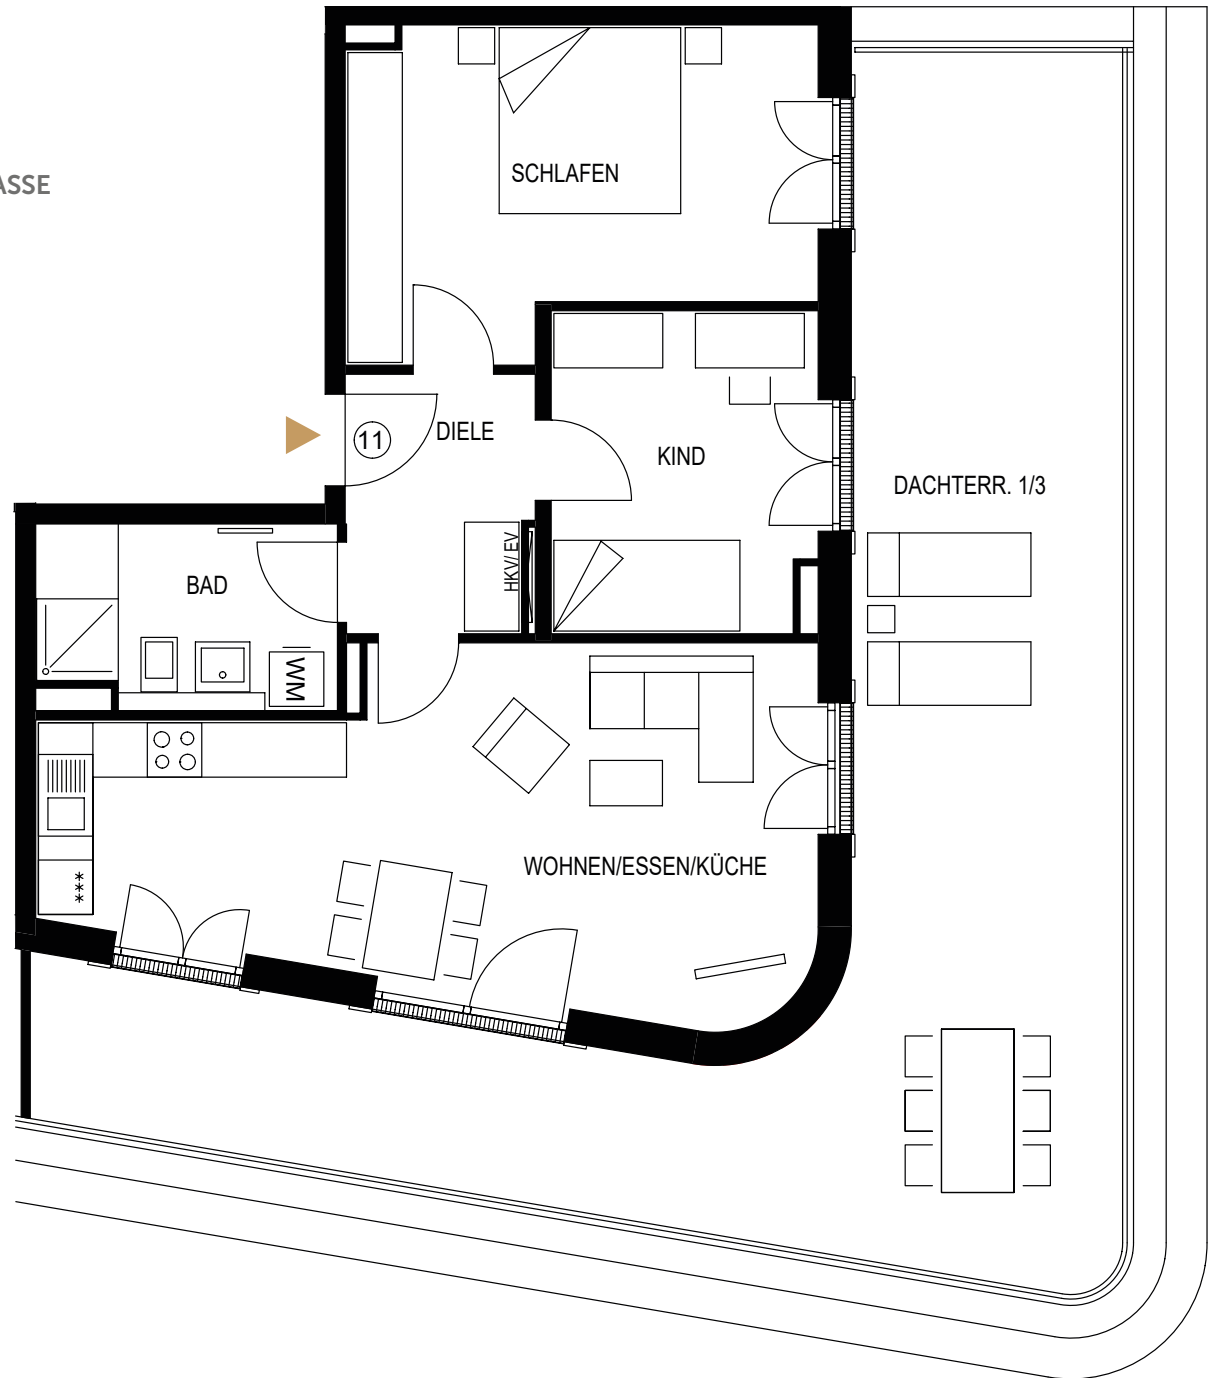 ASSE
SCHLAFEN
11
DIELE
KIND
DACHTERR. 1/3
HKV/ EV
BAD
WM
WOHNEN/ESSEN/KÜCHE